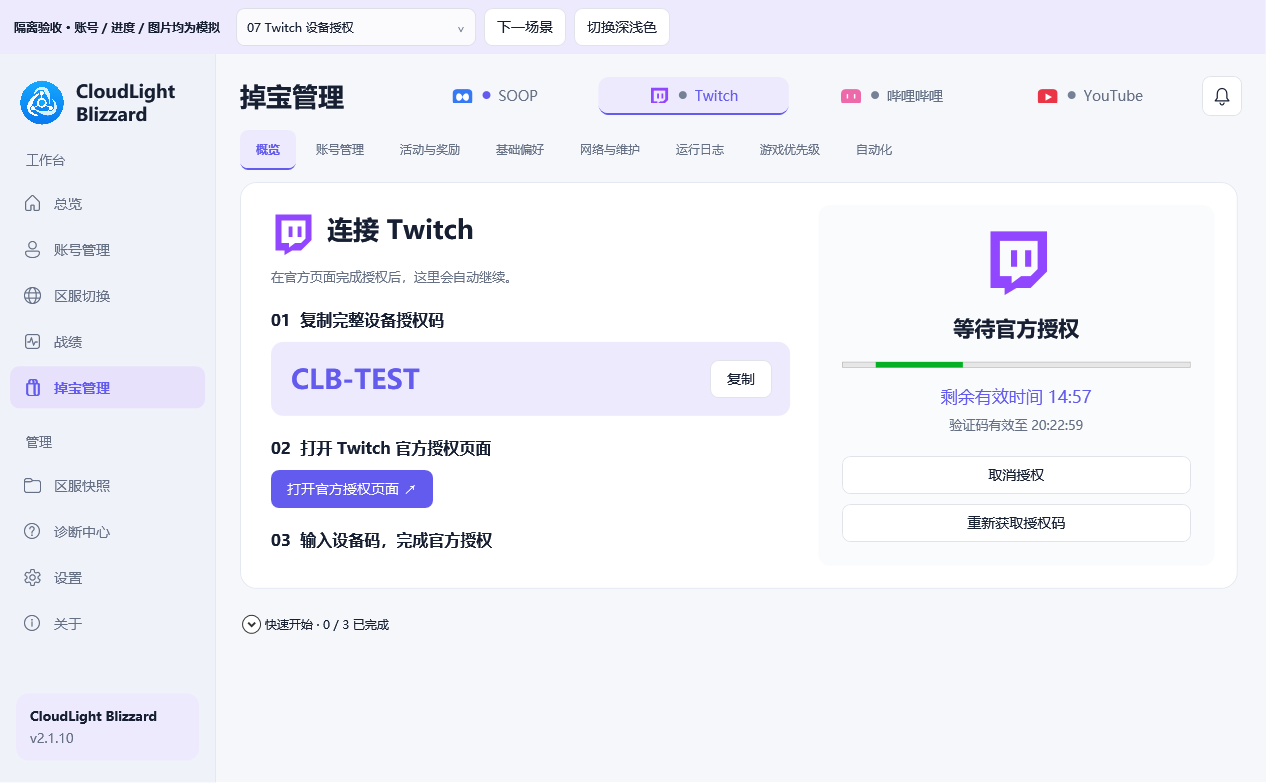 隔离验收 • 账号 / 进度 / 图片均为模拟
07 Twitch 设备授权
下一场景
切换深浅色
CloudLight
Blizzard
工作台
总览
账号管理
区服切换
战绩
掉宝管理
管理
区服快照
诊断中心
设置
关于
CloudLight Blizzard
v2.1.10
掉宝管理
SOOP
Twitch
哔哩哔哩
YouTube
概览
账号管理
活动与奖励
基础偏好
网络与维护
运行日志
游戏优先级
自动化
连接 Twitch
在官方页面完成授权后，这里会自动继续。
01 复制完整设备授权码
CLB-TEST
复制
02 打开 Twitch 官方授权页面
打开官方授权页面 ↗
03 输入设备码，完成官方授权
等待官方授权
剩余有效时间 14:57
验证码有效至 20:22:59
取消授权
重新获取授权码
快速开始 · 0 / 3 已完成